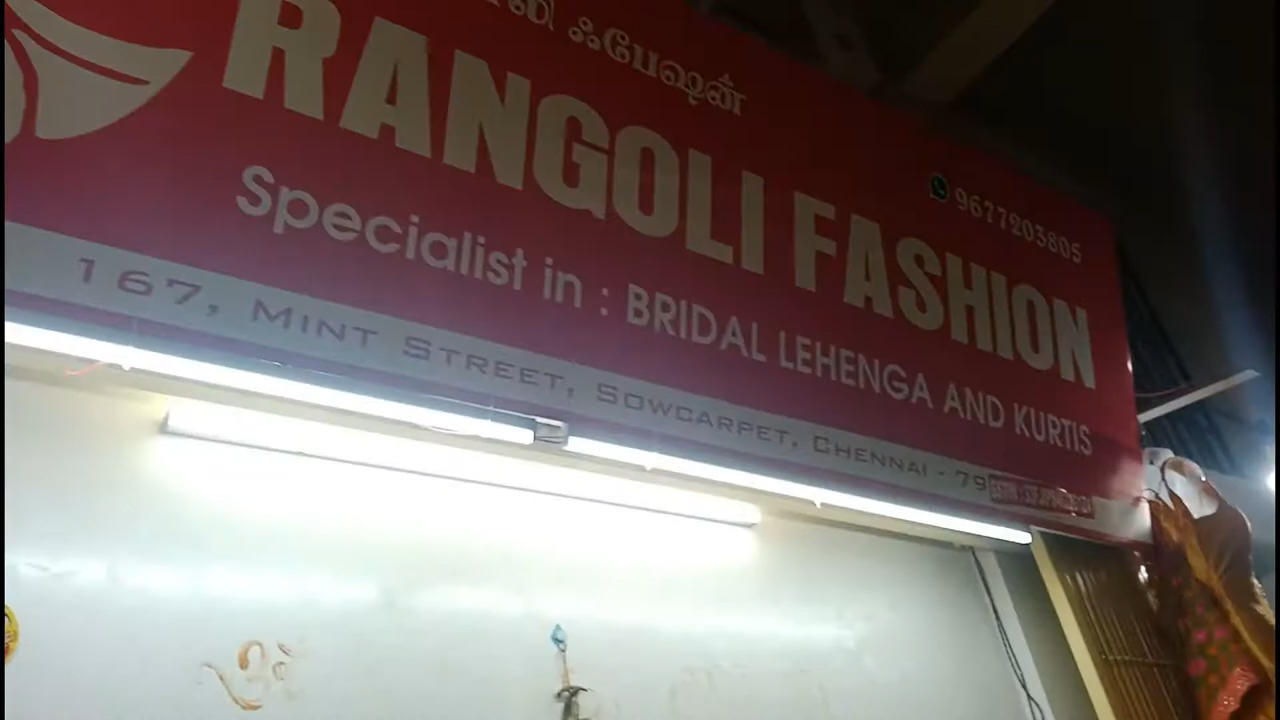 ஃபேஷன்
RANGOLI FASHION
9677203805
Specialist in : BRIDAL LEHENGA AND KURTIS
167, MINT STREET, SOWCARPET, CHENNAI - 79